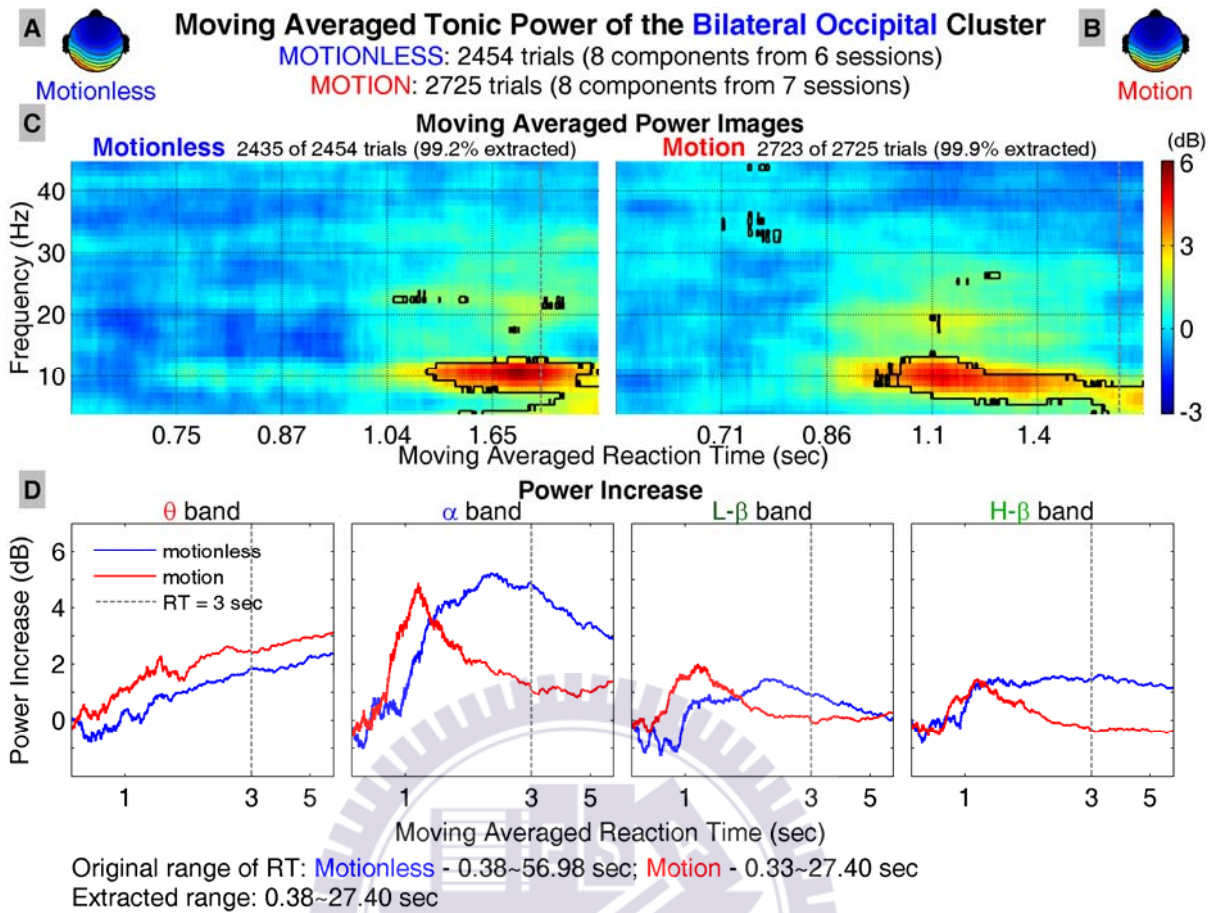 A
Moving Averaged Tonic Power of the Bilateral Occipital Cluster
B
MOTIONLESS: 2454 trials (8 components from 6 sessions)
MOTION: 2725 trials (8 components from 7 sessions)
Motionless
Motion
C
Moving Averaged Power Images
Motionless 2435 of 2454 trials (99.2% extracted)
Motion 2723 of 2725 trials (99.9% extracted)
(dB)
6
3
0
-3
Frequency (Hz)
40
30
20
10
0.75 0.87 1.04 1.65
0.71 0.86 1.1 1.4
Moving Averaged Reaction Time (sec)
D
Power Increase
θ band
α band
L-β band
H-β band
Power Increase (dB)
6
4
2
0
motionless
motion
RT = 3 sec
1 3 5
1 3 5
1 3 5
1 3 5
Moving Averaged Reaction Time (sec)
Original range of RT: Motionless - 0.38~56.98 sec; Motion - 0.33~27.40 sec
Extracted range: 0.38~27.40 sec